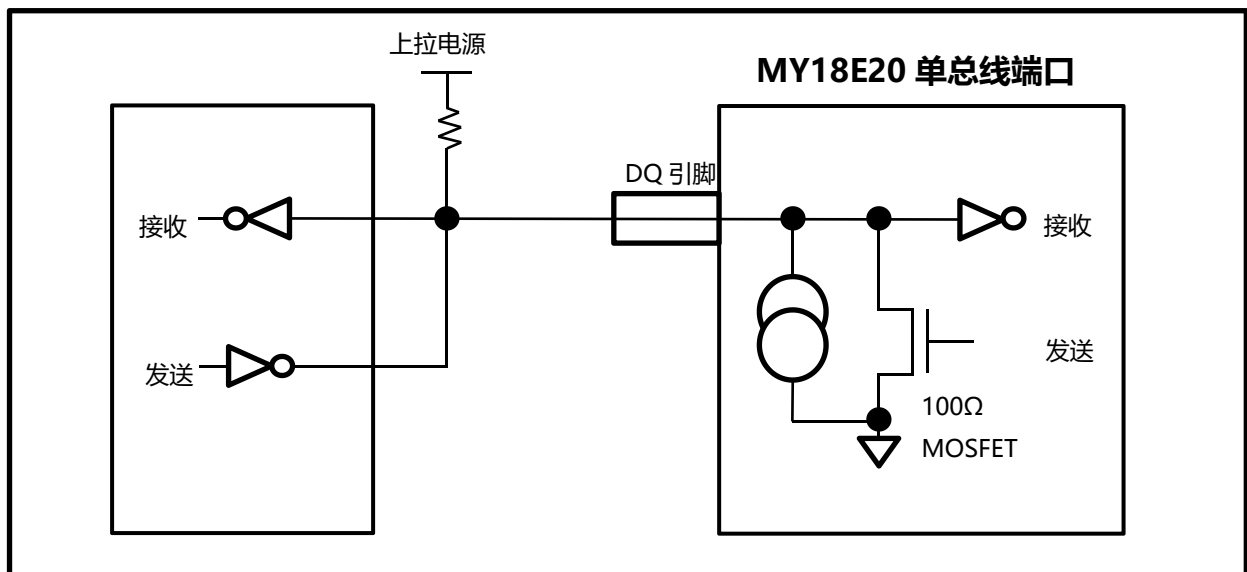 上拉电源
MY18E20 单总线端口
DQ 引脚
接收
接收
发送
发送
100Ω
MOSFET